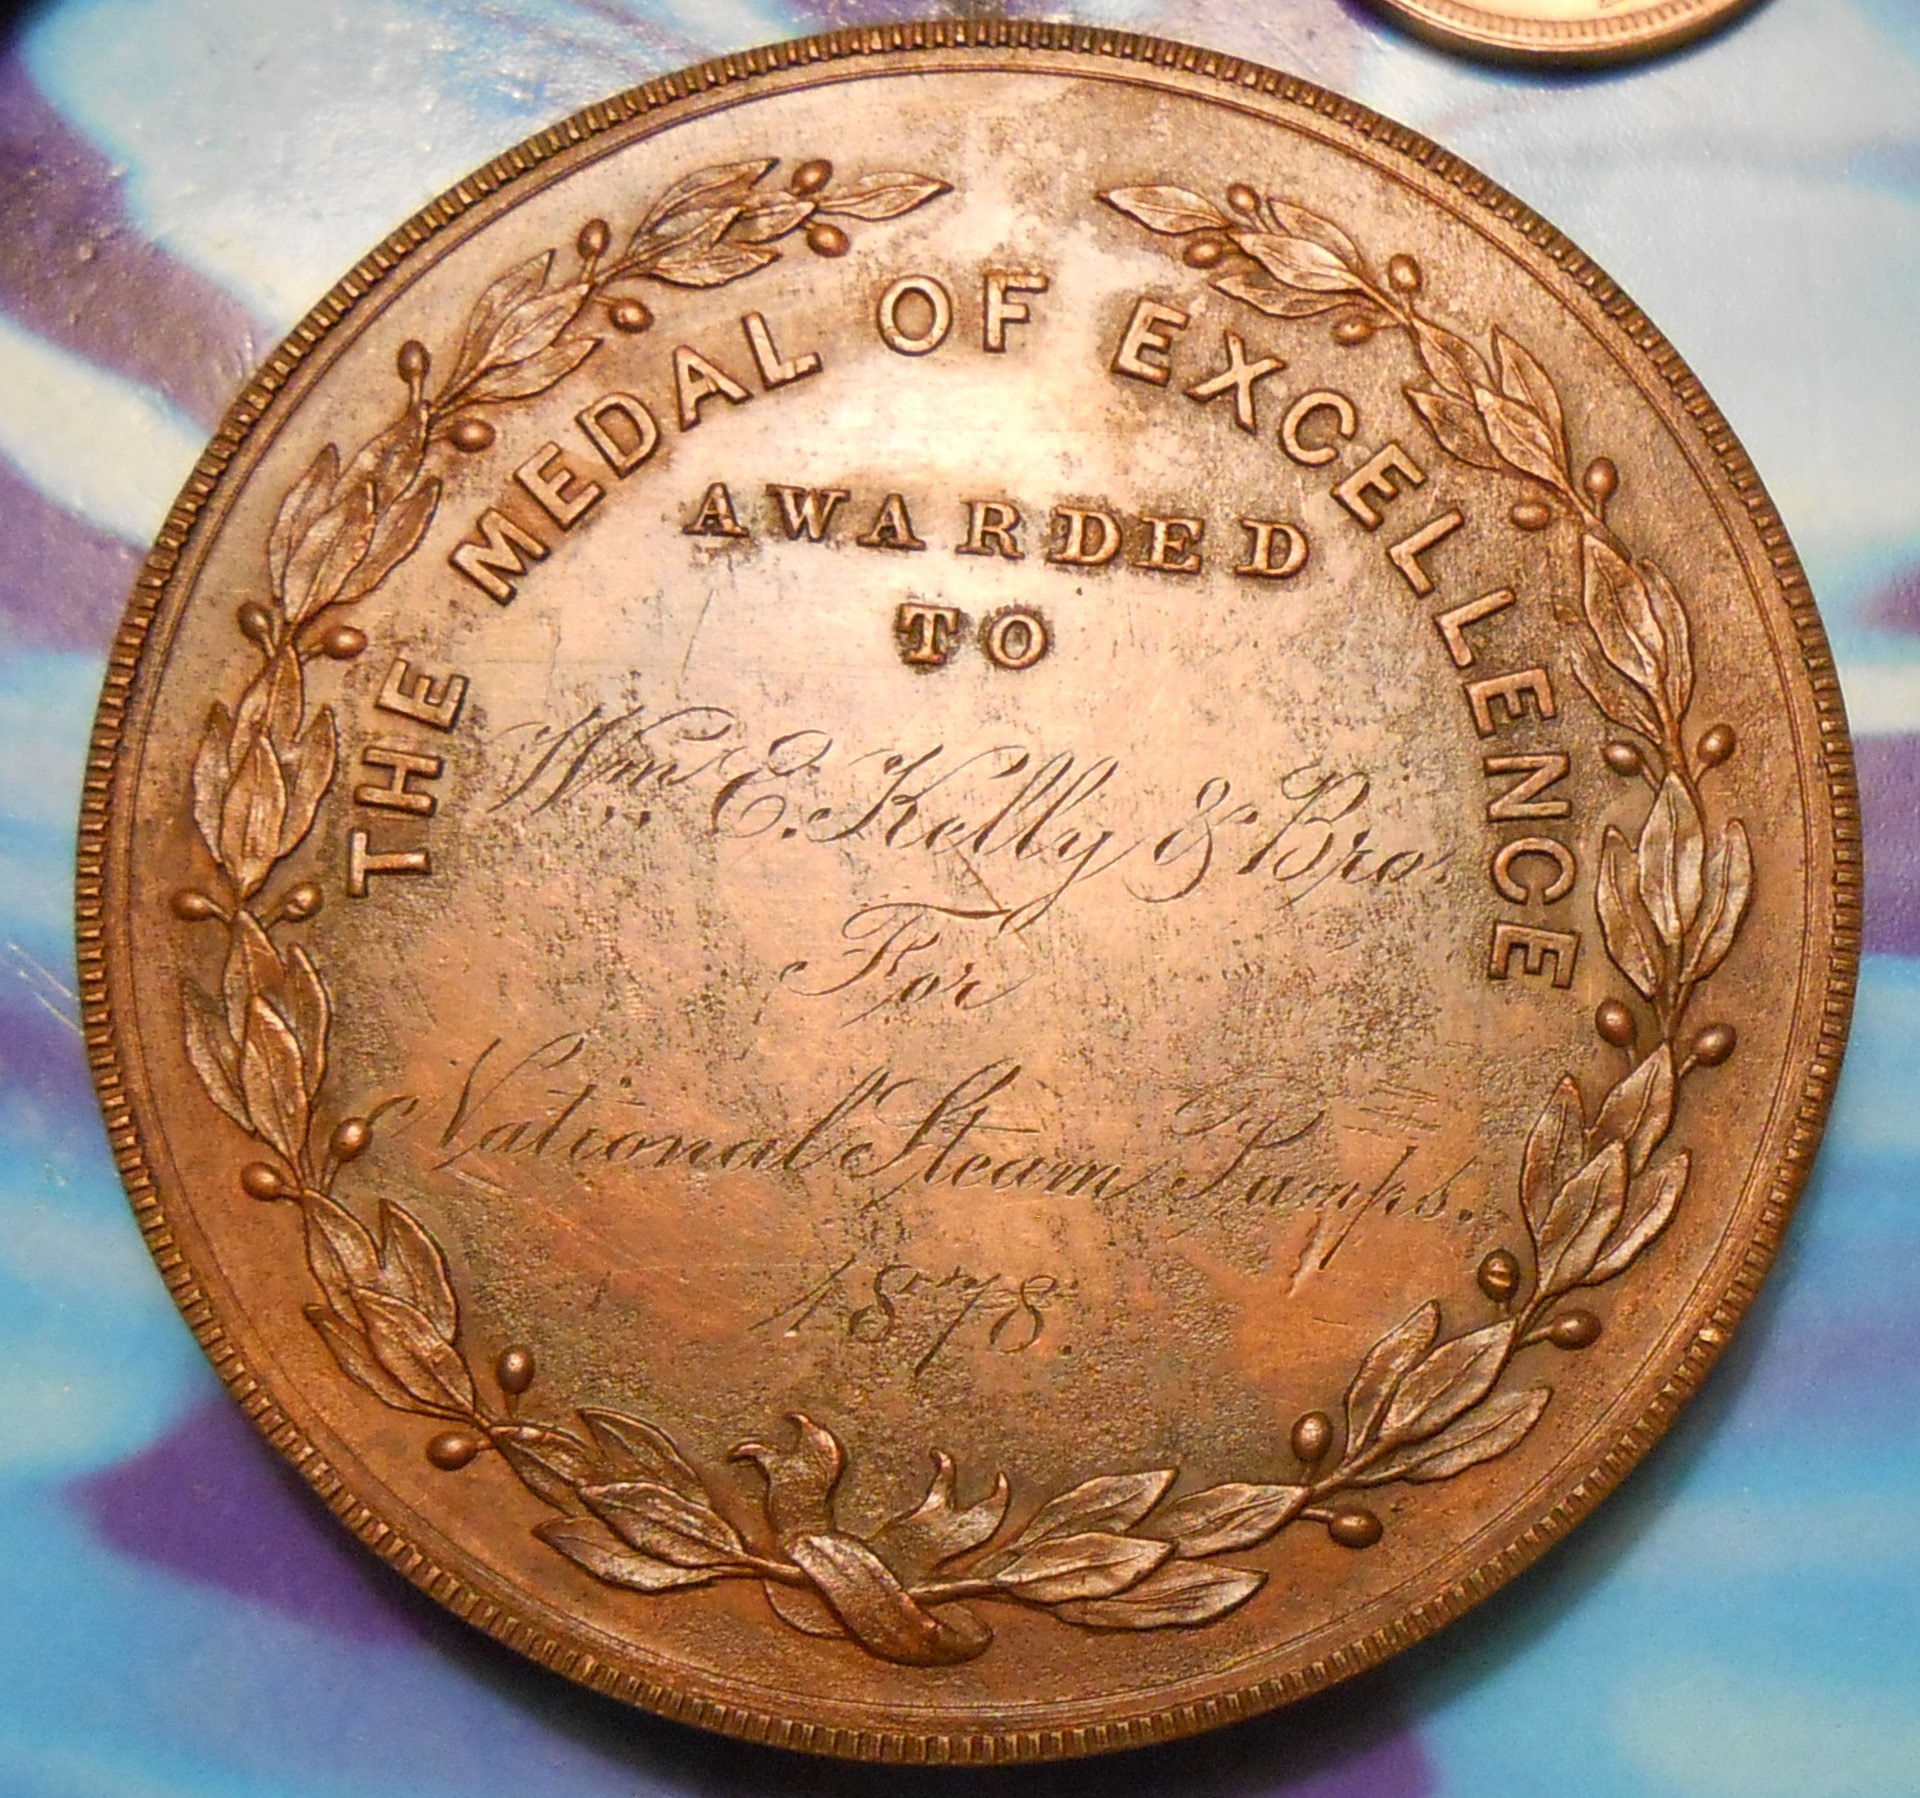 THE MEDAL OF EXCELLENCE
AWARDED
TO
Wm E. Kelly & Bro.
For
National Steam Pumps.
1878.